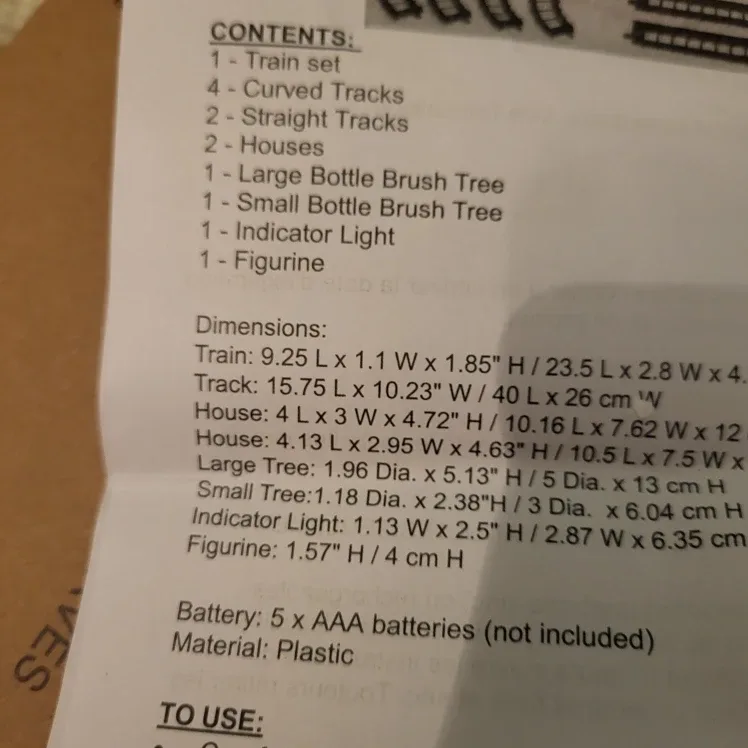 CONTENTS:
1 - Train set
4 - Curved Tracks
2 - Straight Tracks
2 - Houses
1 - Large Bottle Brush Tree
1 - Small Bottle Brush Tree
1 - Indicator Light
1 - Figurine
Dimensions:
Train: 9.25 L x 1.1 W x 1.85" H / 23.5 L x 2.8 W x 4.
Track: 15.75 L x 10.23" W / 40 L x 26 cm W
House: 4 L x 3 W x 4.72" H / 10.16 L x 7.62 W x 12
House: 4.13 L x 2.95 W x 4.63" H / 10.5 L x 7.5 W x
Large Tree: 1.96 Dia. x 5.13" H / 5 Dia. x 13 cm H
Small Tree:1.18 Dia. x 2.38"H / 3 Dia. x 6.04 cm H
Indicator Light: 1.13 W x 2.5" H / 2.87 W x 6.35 cm
Figurine: 1.57" H / 4 cm H
Battery: 5 x AAA batteries (not included)
Material: Plastic
TO USE: